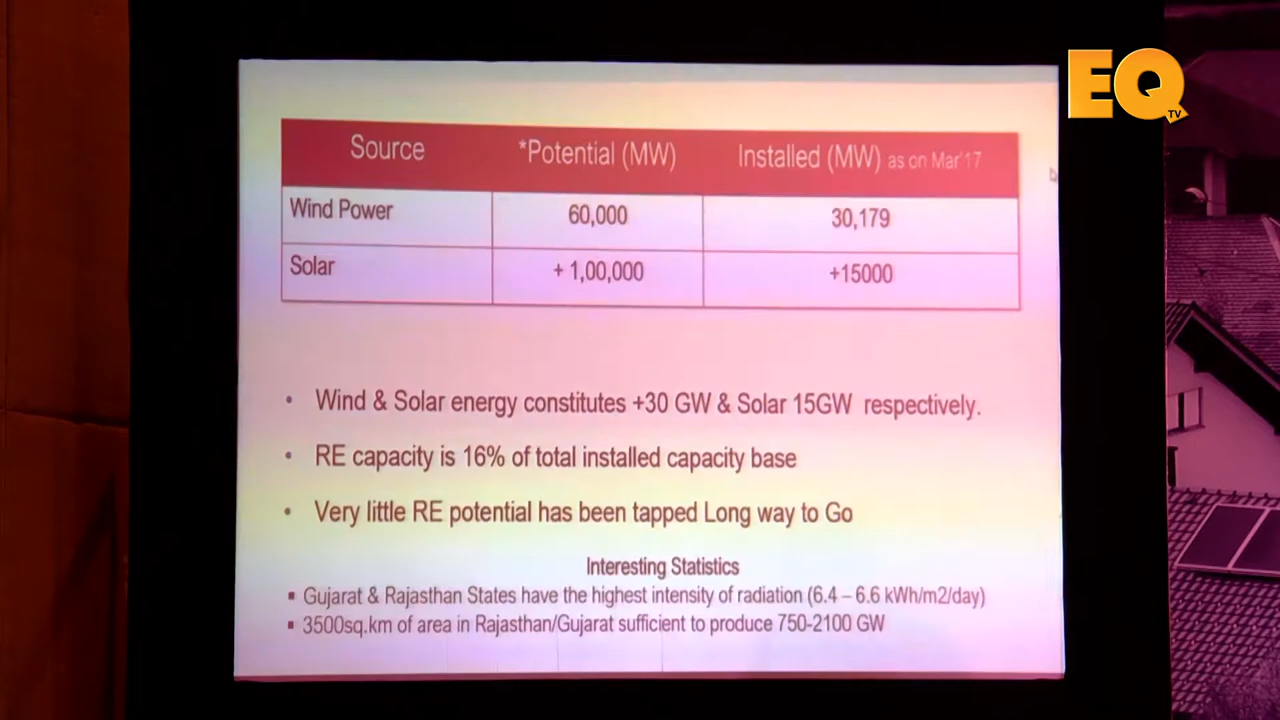 EQ
TV
Source *Potential (MW) Installed (MW) as on Mar'17
Wind Power 60,000 30,179
Solar + 1,00,000 +15000
• Wind & Solar energy constitutes +30 GW & Solar 15GW respectively.
• RE capacity is 16% of total installed capacity base
• Very little RE potential has been tapped Long way to Go
Interesting Statistics
▪ Gujarat & Rajasthan States have the highest intensity of radiation (6.4 – 6.6 kWh/m2/day)
▪ 3500sq.km of area in Rajasthan/Gujarat sufficient to produce 750-2100 GW